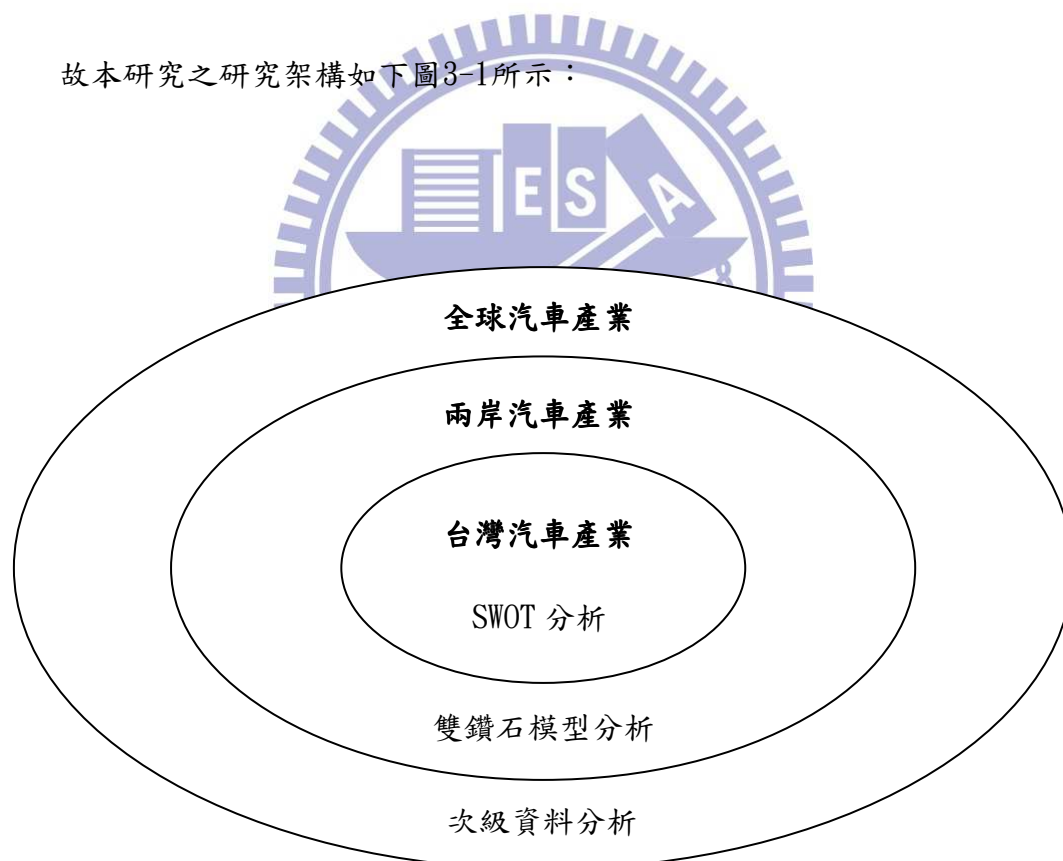 故本研究之研究架構如下圖3-1所示：
E S A
8
全球汽車產業
兩岸汽車產業
台灣汽車產業
SWOT 分析
雙鑽石模型分析
次級資料分析